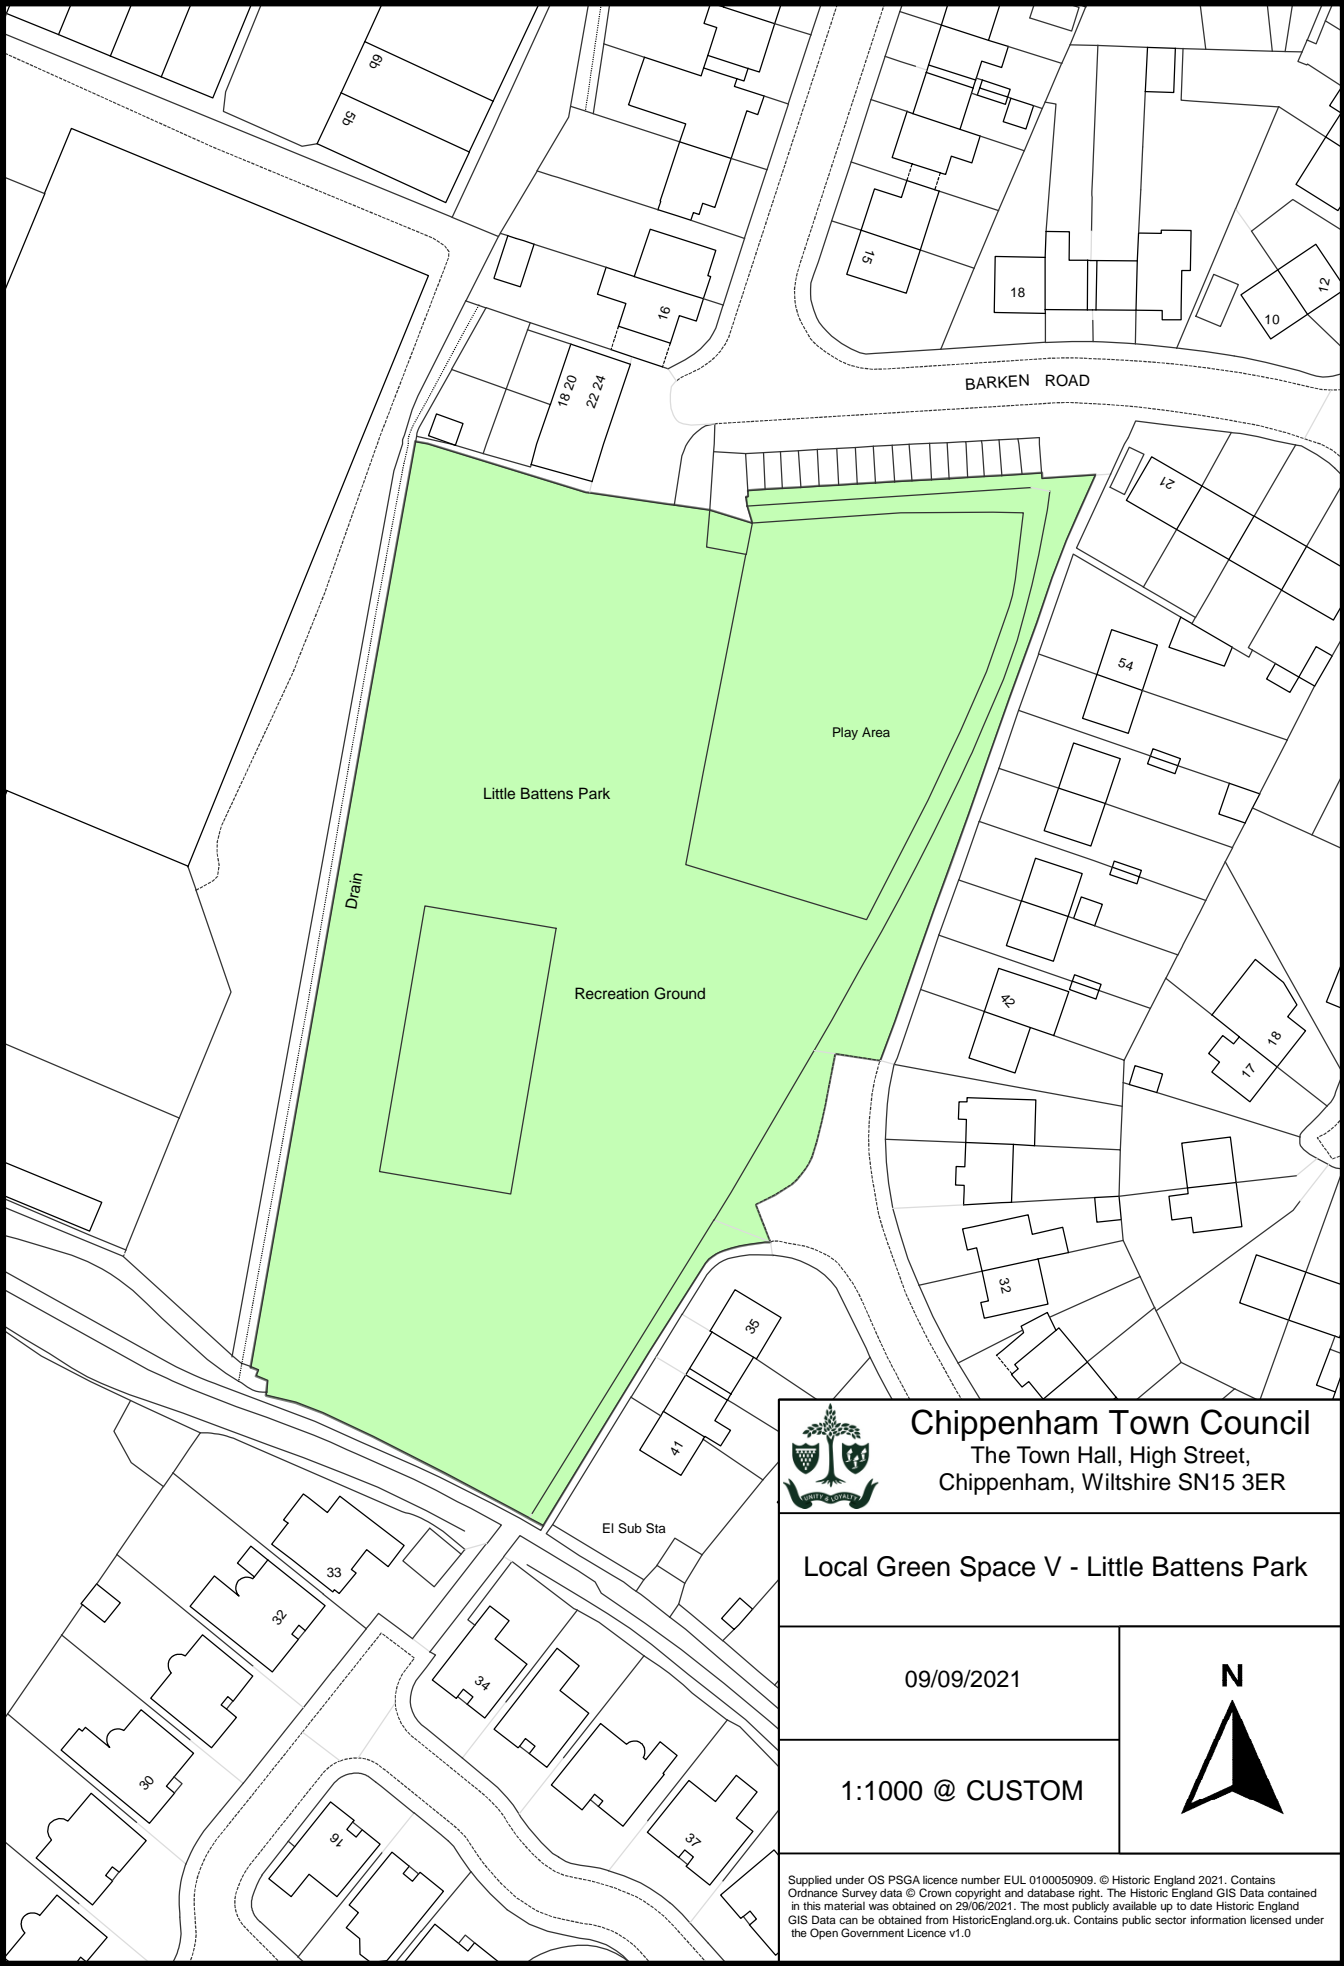 6b
5b
15
18
12
10
16
18 20
22 24
BARKEN ROAD
21
54
Play Area
Little Battens Park
Drain
Recreation Ground
42
18
17
32
35
41
El Sub Sta
33
32
34
30
16
37
Chippenham Town Council
The Town Hall, High Street,
Chippenham, Wiltshire SN15 3ER
UNITY & LOYALTY
Local Green Space V - Little Battens Park
09/09/2021
N
1:1000 @ CUSTOM
Supplied under OS PSGA licence number EUL 0100050909. © Historic England 2021. Contains
Ordnance Survey data © Crown copyright and database right. The Historic England GIS Data contained
in this material was obtained on 29/06/2021. The most publicly available up to date Historic England
GIS Data can be obtained from HistoricEngland.org.uk. Contains public sector information licensed under
the Open Government Licence v1.0